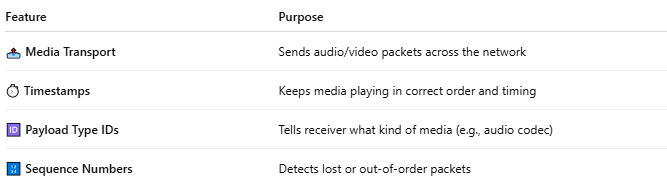 Feature Purpose
📤 Media Transport Sends audio/video packets across the network
⏱ Timestamps Keeps media playing in correct order and timing
🆔 Payload Type IDs Tells receiver what kind of media (e.g., audio codec)
🔢 Sequence Numbers Detects lost or out-of-order packets